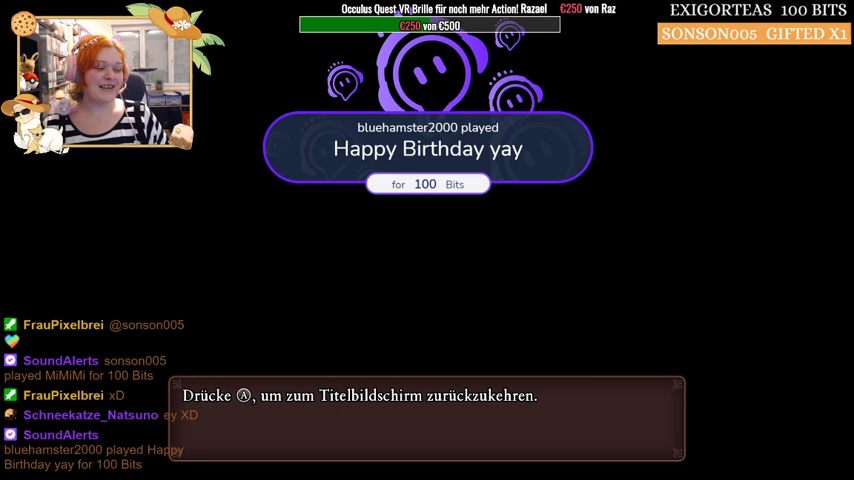 Occulus Quest VR Brille für noch mehr Action! Razael €250 von Raz
€250 von €500
EXIGORTEAS 100 BITS
SONSON005 GIFTED X1
bluehamster2000 played
Happy Birthday yay
for 100 Bits
FrauPixelbrei @sonson005
SoundAlerts sonson005
played MiMiMi for 100 Bits
FrauPixelbrei xD
Schneekatze_Natsuno ey XD
SoundAlerts
bluehamster2000 played Happy
Birthday yay for 100 Bits
Drücke Ⓐ, um zum Titelbildschirm zurückzukehren.